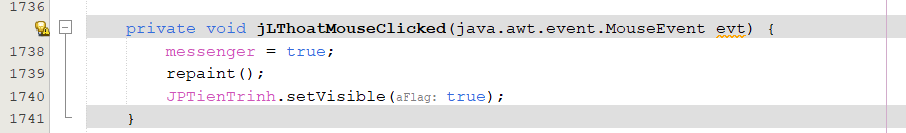 1736
private void jLThoatMouseClicked(java.awt.event.MouseEvent evt) {
1738 messenger = true;
1739 repaint();
1740 JPTienTrinh.setVisible(aFlag: true);
1741 }